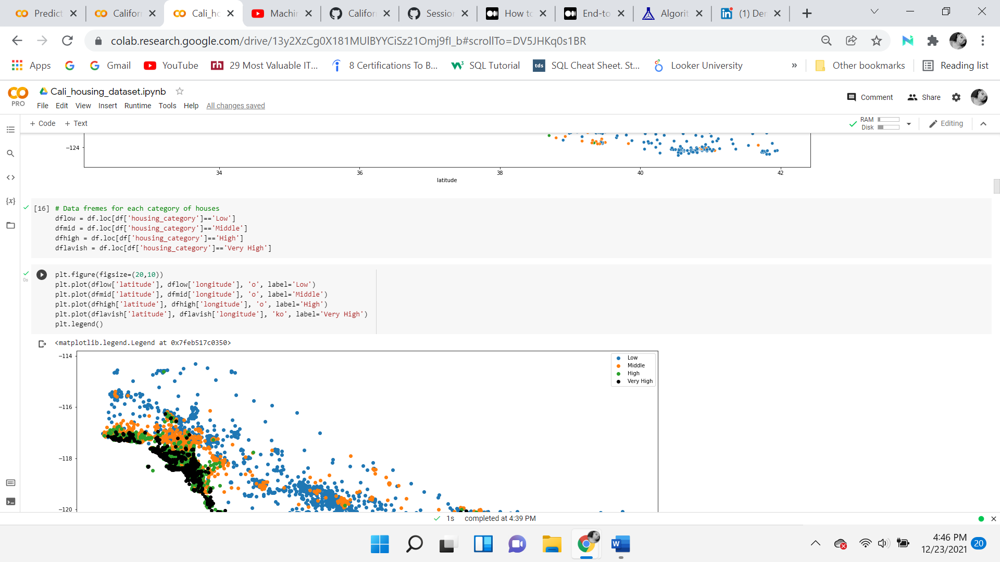 Predict
Califor
Cali_ho
Machin
Califor
Session
How to
End-to
Algorit
(1) Der
colab.research.google.com/drive/13y2XzCg0X181MUlBYYCiSz21Omj9fI_b#scrollTo=DV5JHKq0s1BR
Apps
Gmail
YouTube
rh 29 Most Valuable IT...
8 Certifications To B...
SQL Tutorial
tds SQL Cheat Sheet. St...
Looker University
»
Other bookmarks
Reading list
PRO
Cali_housing_dataset.ipynb
File Edit View Insert Runtime Tools Help All changes saved
Comment
Share
+ Code + Text
RAM
Disk
Editing
−124
34 36 38 40 42
latitude
[16] # Data fremes for each category of houses
dflow = df.loc[df['housing_category']=='Low']
dfmid = df.loc[df['housing_category']=='Middle']
dfhigh = df.loc[df['housing_category']=='High']
dflavish = df.loc[df['housing_category']=='Very High']
0s
plt.figure(figsize=(20,10))
plt.plot(dflow['latitude'], dflow['longitude'], 'o', label='Low')
plt.plot(dfmid['latitude'], dfmid['longitude'], 'o', label='Middle')
plt.plot(dfhigh['latitude'], dfhigh['longitude'], 'o', label='High')
plt.plot(dflavish['latitude'], dflavish['longitude'], 'ko', label='Very High')
plt.legend()
<matplotlib.legend.Legend at 0x7feb517c0350>
−114
Low
Middle
High
Very High
−116
−118
−120
1s completed at 4:39 PM
4:46 PM
12/23/2021
20